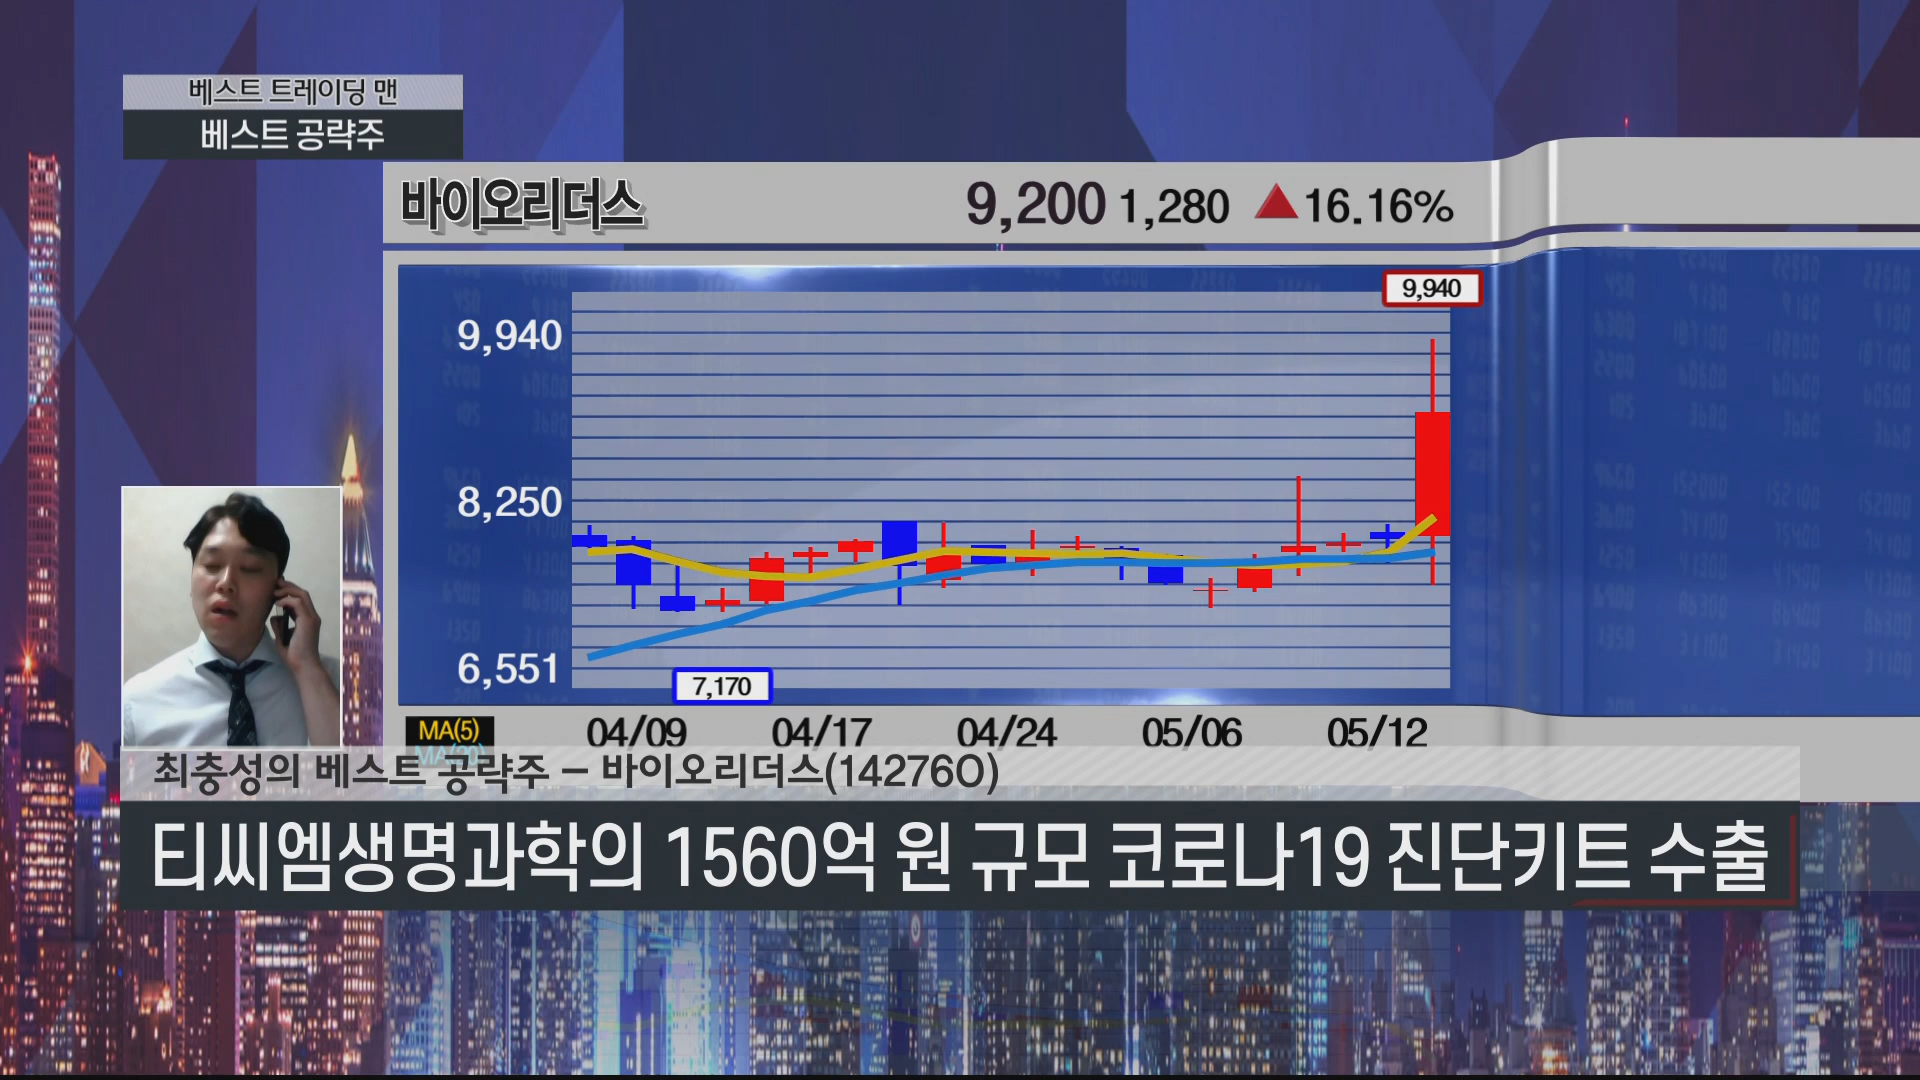 베스트 트레이딩 맨
베스트 공략주
바이오리더스 9,200 1,280 ▲16.16%
9,940
9,940
8,250
6,551
7,170
MA(5)
MA(20)
04/09 04/17 04/24 05/06 05/12
최충성의 베스트 공략주 – 바이오리더스(142760)
티씨엠생명과학의 1560억 원 규모 코로나19 진단키트 수출